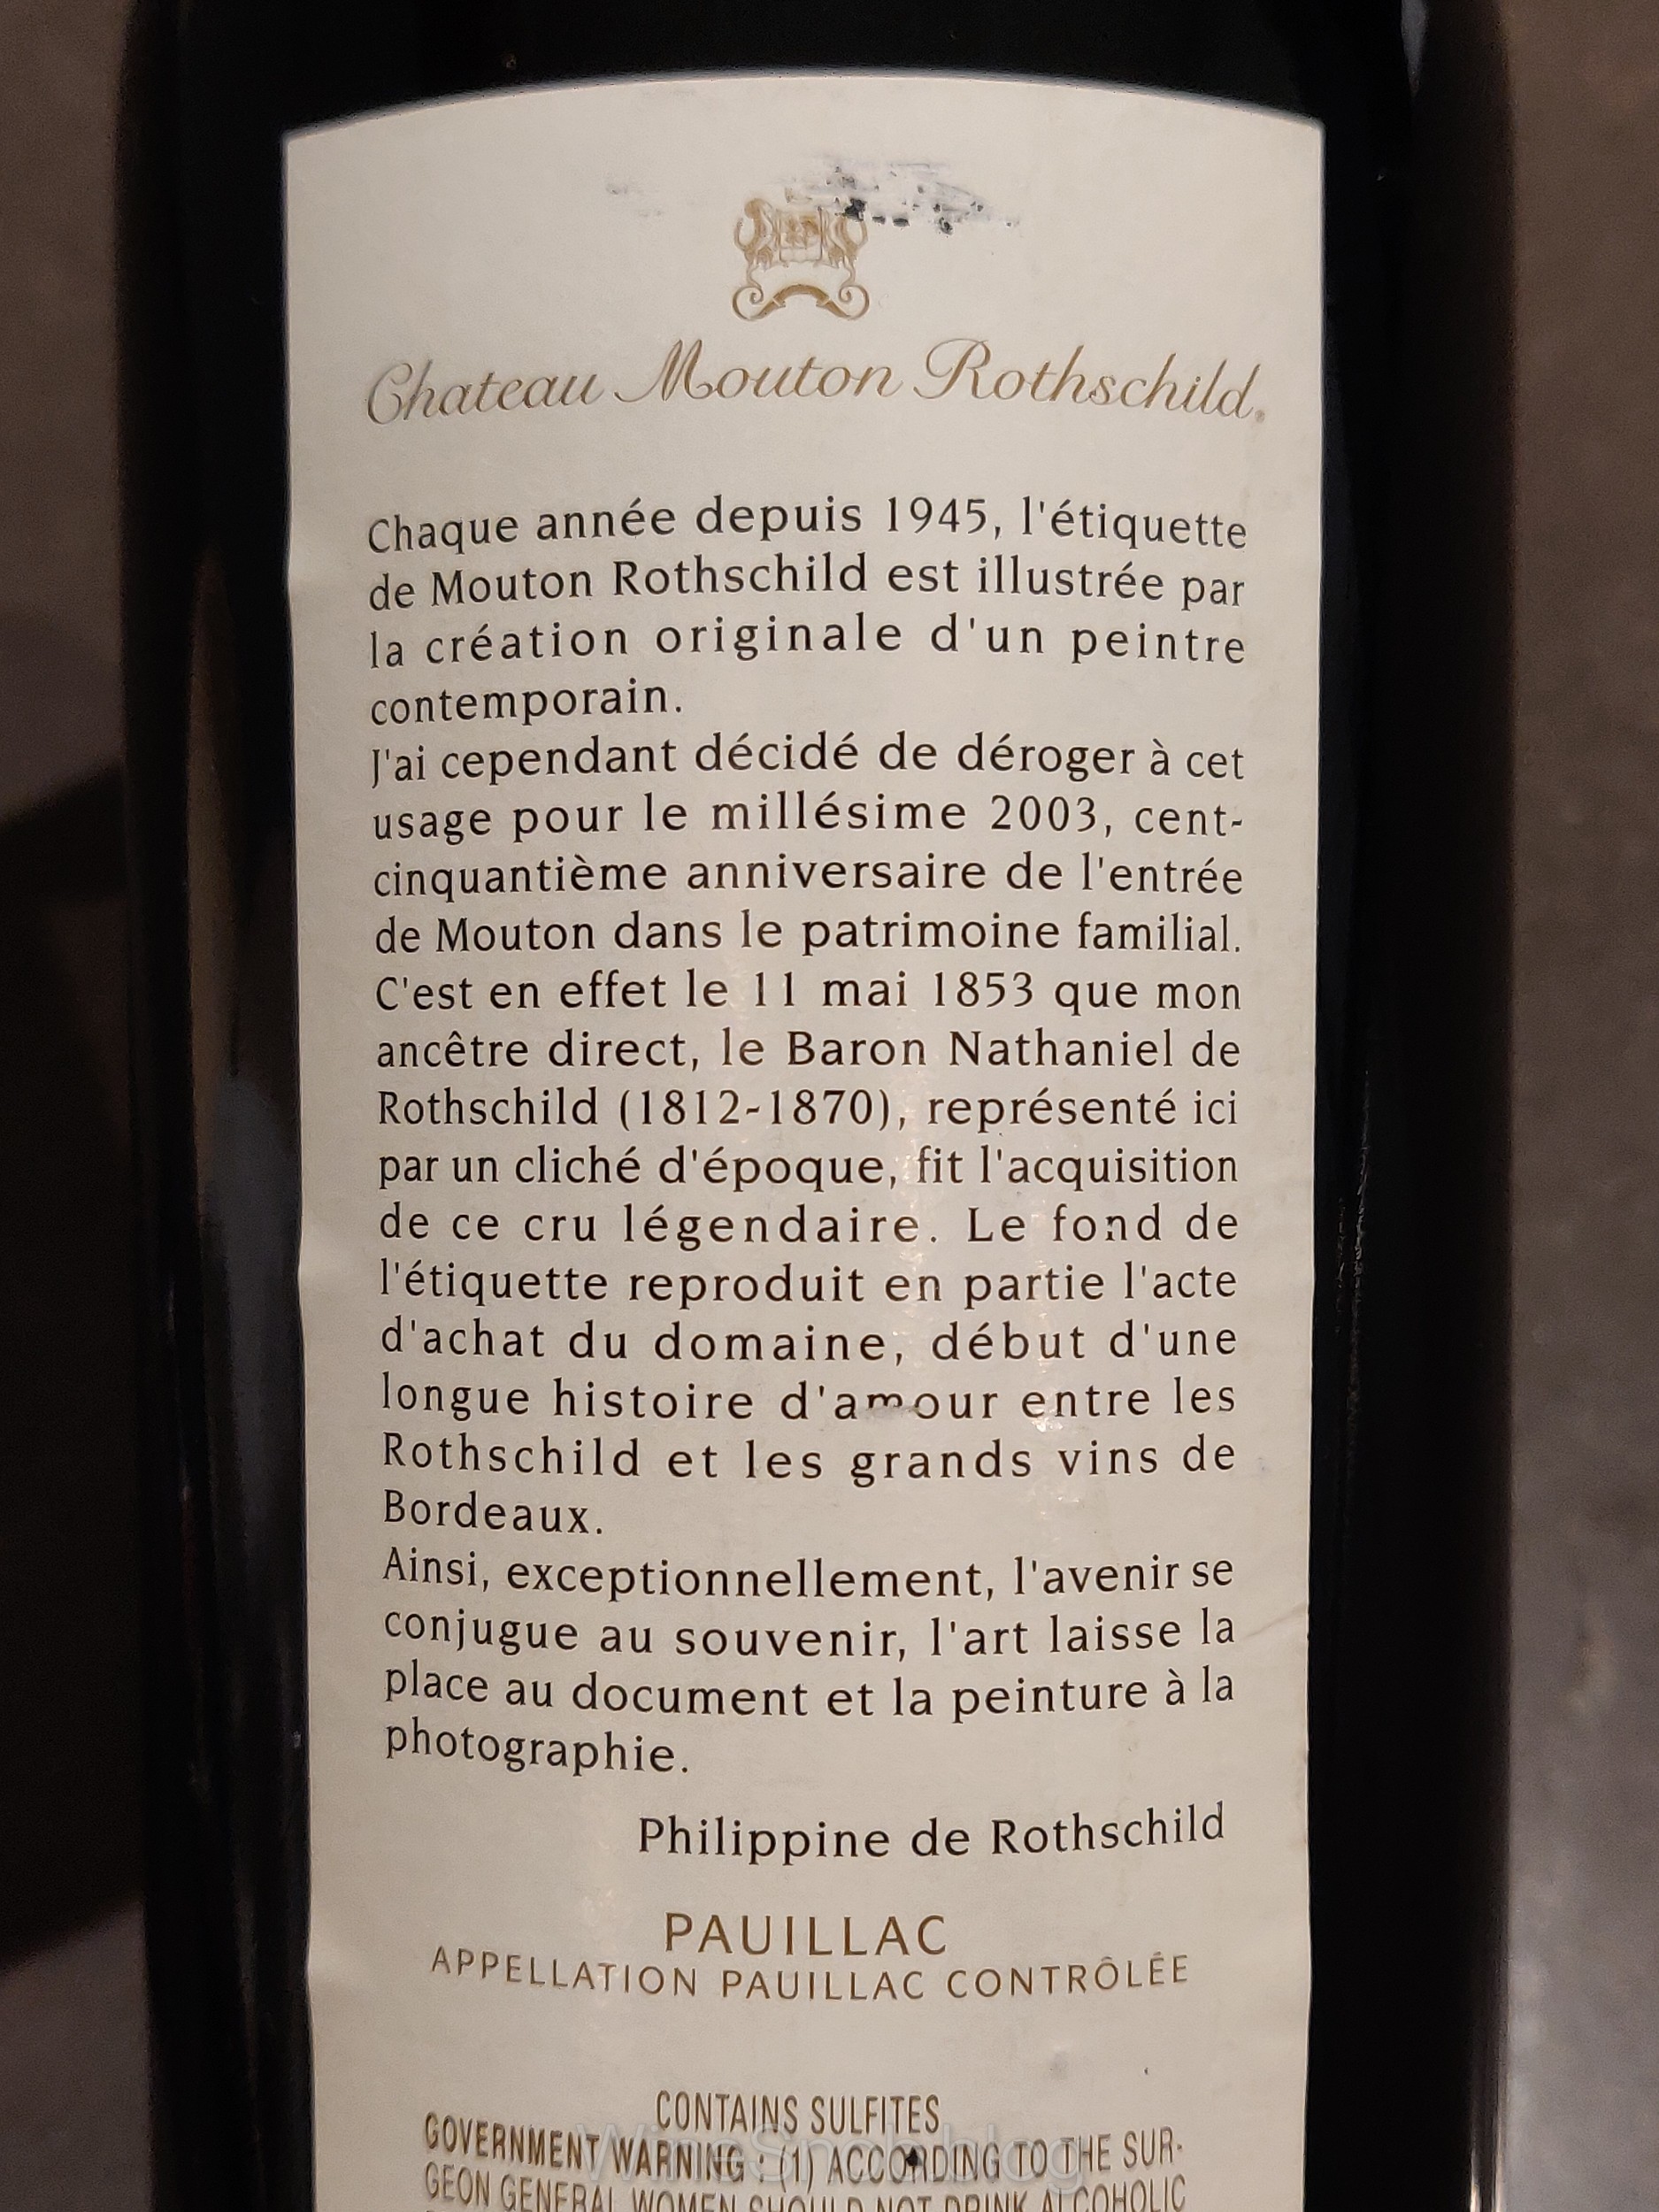 Chateau Mouton Rothschild®
Chaque année depuis 1945, l'étiquette
de Mouton Rothschild est illustrée par
la création originale d'un peintre
contemporain.
J'ai cependant décidé de déroger à cet
usage pour le millésime 2003, cent-
cinquantième anniversaire de l'entrée
de Mouton dans le patrimoine familial.
C'est en effet le 11 mai 1853 que mon
ancêtre direct, le Baron Nathaniel de
Rothschild (1812-1870), représenté ici
par un cliché d'époque, fit l'acquisition
de ce cru légendaire. Le fond de
l'étiquette reproduit en partie l'acte
d'achat du domaine, début d'une
longue histoire d'amour entre les
Rothschild et les grands vins de
Bordeaux.
Ainsi, exceptionnellement, l'avenir se
conjugue au souvenir, l'art laisse la
place au document et la peinture à la
photographie.
Philippine de Rothschild
PAUILLAC
APPELLATION PAUILLAC CONTRÔLÉE
CONTAINS SULFITES
GOVERNMENT WARNING : (1) ACCORDING TO THE SUR-
GEON GENERAL WOMEN SHOULD NOT DRINK ALCOHOLIC